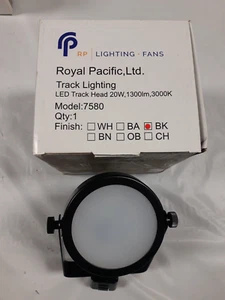 RP | LIGHTING · FANS
Royal Pacific,Ltd.
Track Lighting
LED Track Head 20W,1300lm,3000K
Model:7580
Qty:1
Finish: WH BA BK
BN OB CH